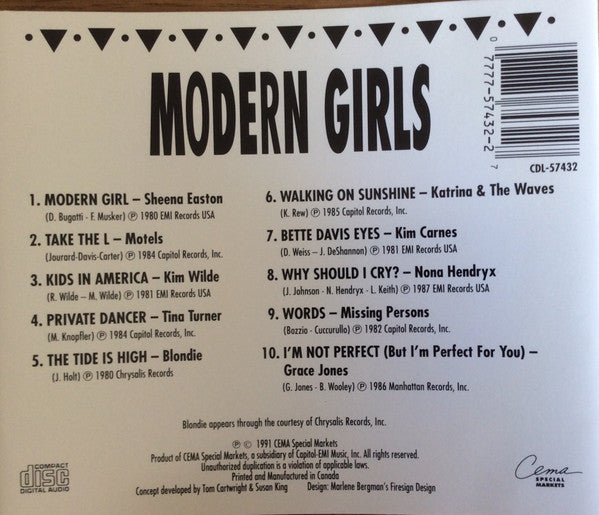 MODERN GIRLS
0 7777-57432-2 7
CDL-57432
1. MODERN GIRL – Sheena Easton
(D. Bugatti - F. Musker) ℗ 1980 EMI Records USA
2. TAKE THE L – Motels
(Jourard-Davis-Carter) ℗ 1984 Capitol Records, Inc.
3. KIDS IN AMERICA – Kim Wilde
(R. Wilde – M. Wilde) ℗ 1981 EMI Records USA
4. PRIVATE DANCER – Tina Turner
(M. Knopfler) ℗ 1984 Capitol Records, Inc.
5. THE TIDE IS HIGH – Blondie
(J. Holt) ℗ 1980 Chrysalis Records
6. WALKING ON SUNSHINE – Katrina & The Waves
(K. Rew) ℗ 1985 Capitol Records, Inc.
7. BETTE DAVIS EYES – Kim Carnes
(D. Weiss – J. DeShannon) ℗ 1981 EMI Records USA
8. WHY SHOULD I CRY? – Nona Hendryx
(J. Johnson - N. Hendryx - L. Keith) ℗ 1987 EMI Records USA
9. WORDS – Missing Persons
(Bozzio - Cuccurullo) ℗ 1982 Capitol Records, Inc.
10. I'M NOT PERFECT (But I'm Perfect For You) –
Grace Jones
(G. Jones - B. Wooley) ℗ 1986 Manhattan Records, Inc.
Blondie appears through the courtesy of Chrysalis Records, Inc.
℗ © 1991 CEMA Special Markets
Product of CEMA Special Markets, a subsidiary of Capitol-EMI Music, Inc. All rights reserved.
Unauthorized duplication is a violation of applicable laws.
Printed and Manufactured in Canada
Concept developed by Tom Cartwright & Susan King Design: Marlene Bergman's Firesign Design
COMPACT
disc
DIGITAL AUDIO
Cema
SPECIAL
MARKETS